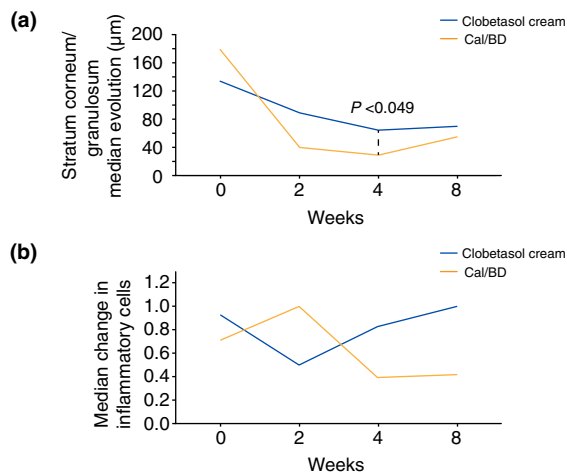 (a)
Clobetasol cream
Cal/BD
Stratum corneum/
granulosum
median evolution (μm)
200
160
120
80
40
0
P <0.049
0
2
4
8
Weeks
(b)
Clobetasol cream
Cal/BD
Median change in
inflammatory cells
1.2
1.0
0.8
0.6
0.4
0.2
0.0
0
2
4
8
Weeks